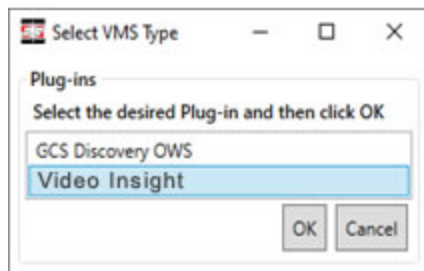 Select VMS Type
Plug-ins
Select the desired Plug-in and then click OK
GCS Discovery OWS
Video Insight
OK Cancel